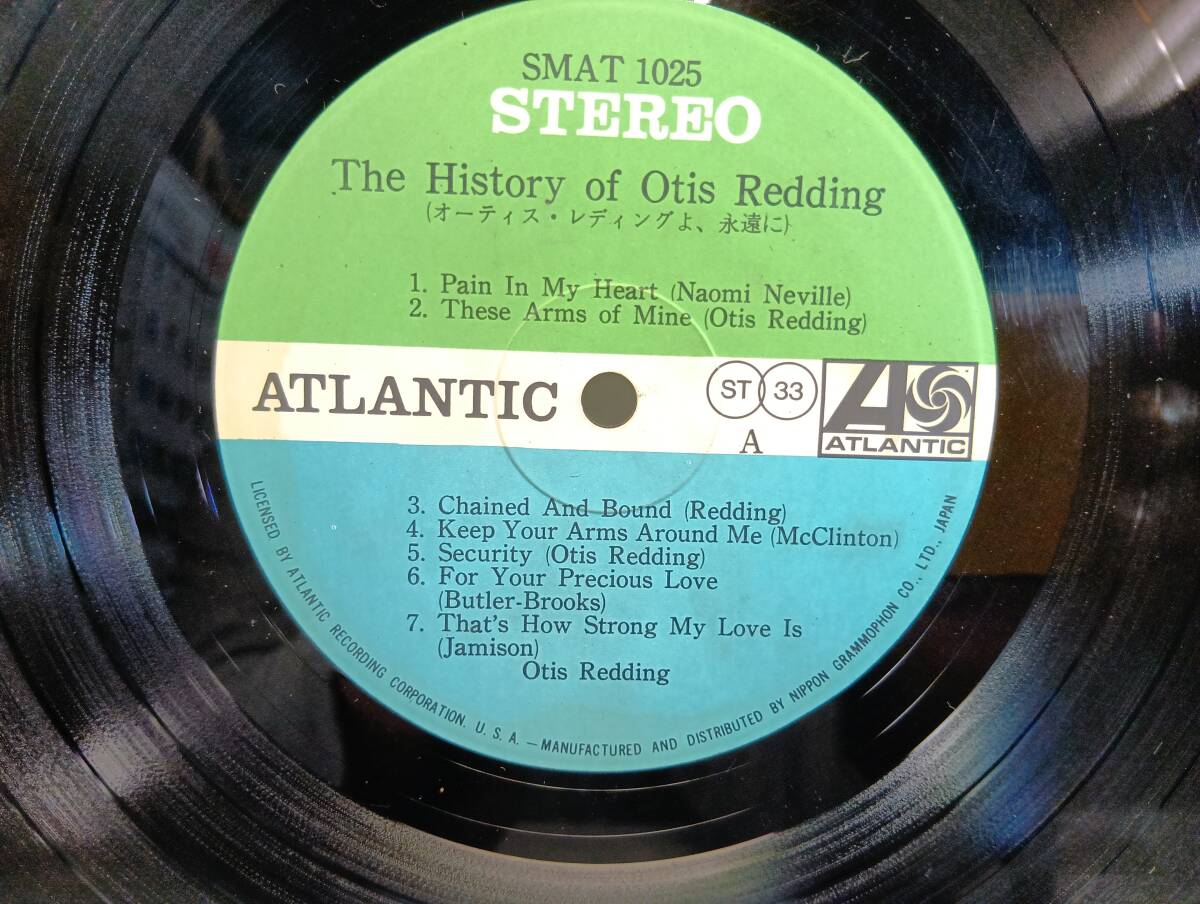 SMAT 1025
STEREO
The History of Otis Redding
(オーティス・レディングよ、永遠に)
1. Pain In My Heart (Naomi Neville)
2. These Arms of Mine (Otis Redding)
ATLANTIC
ST 33
A
ATLANTIC
3. Chained And Bound (Redding)
4. Keep Your Arms Around Me (McClinton)
5. Security (Otis Redding)
6. For Your Precious Love
(Butler-Brooks)
7. That's How Strong My Love Is
(Jamison)
Otis Redding
LICENSED BY ATLANTIC RECORDING CORPORATION. U. S. A. — MANUFACTURED AND DISTRIBUTED BY NIPPON GRAMMOPHON CO., LTD., JAPAN